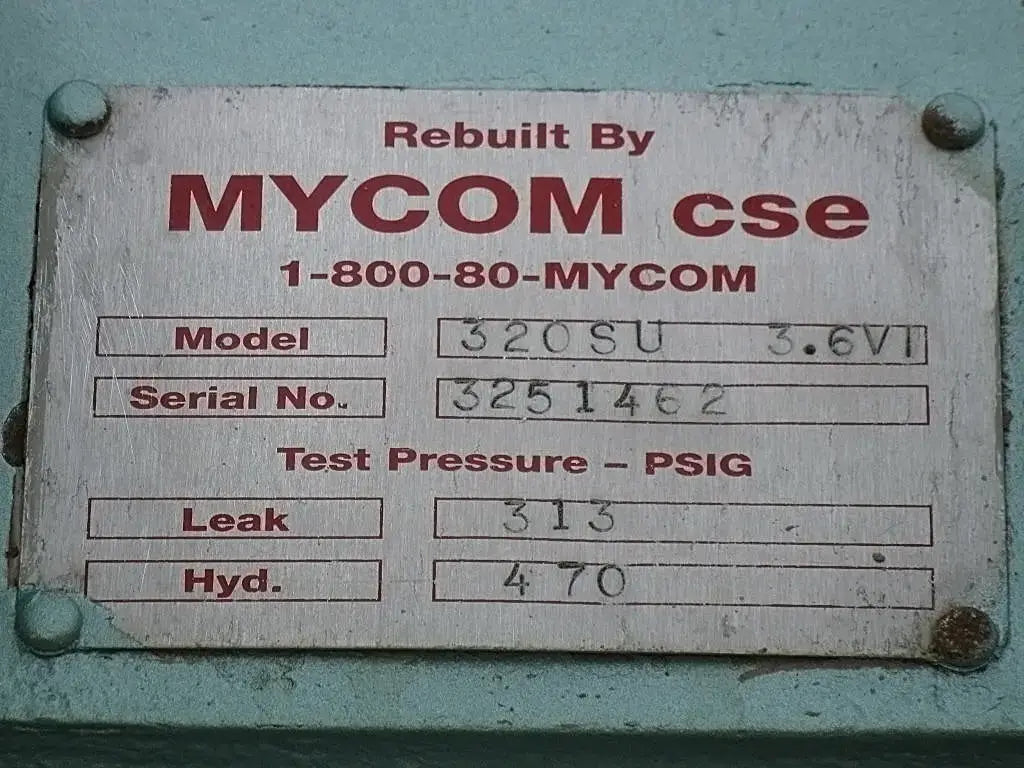 Rebuilt By
MYCOM cse
1-800-80-MYCOM
Model 320SU 3.6VI
Serial No. 3251462
Test Pressure – PSIG
Leak 313
Hyd. 470